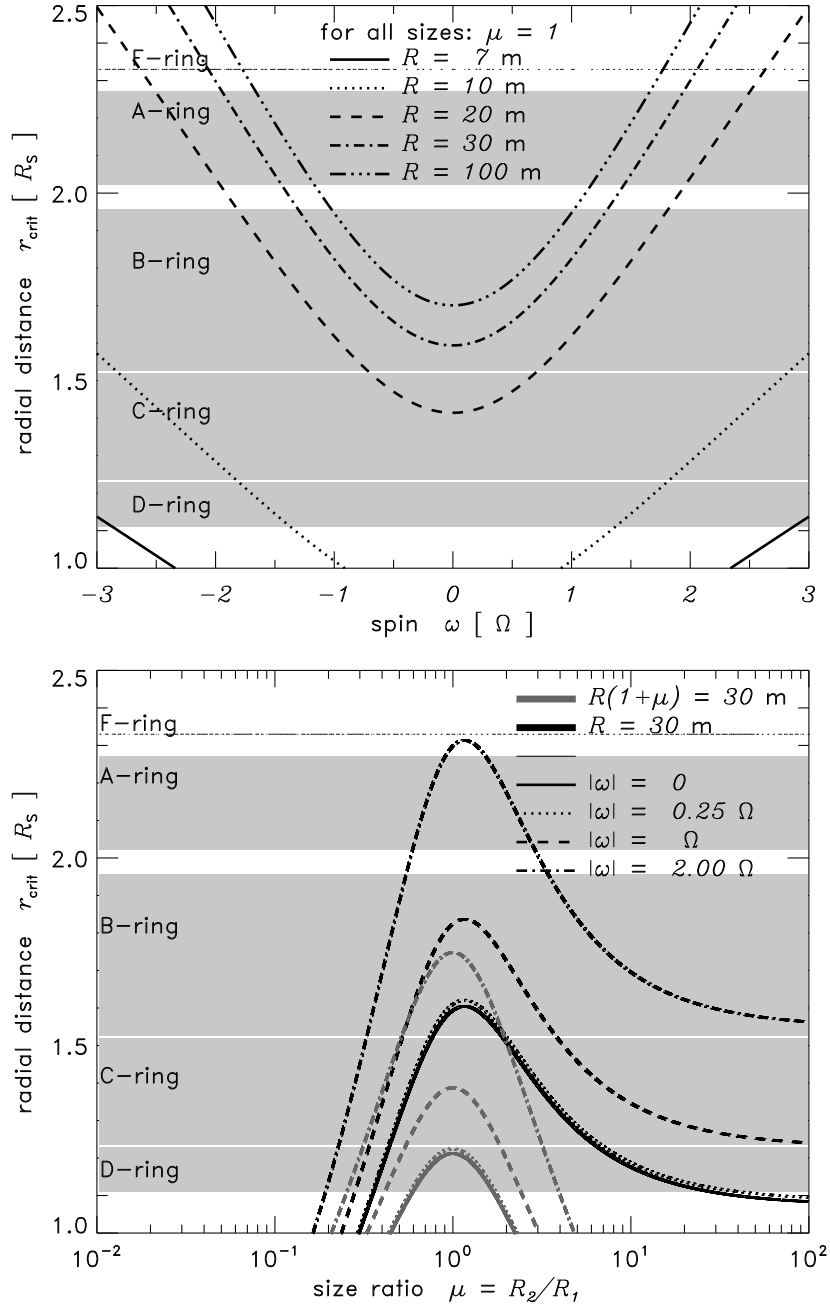 2.5
2.0
1.5
1.0
radial distance r_crit [ R_S ]
for all sizes: μ = 1
R = 7 m
R = 10 m
R = 20 m
R = 30 m
R = 100 m
F-ring
A-ring
B-ring
C-ring
D-ring
-3 -2 -1 0 1 2 3
spin ω [ Ω ]
2.5
2.0
1.5
1.0
radial distance r_crit [ R_S ]
R(1+μ) = 30 m
R = 30 m
|ω| = 0
|ω| = 0.25 Ω
|ω| = Ω
|ω| = 2.00 Ω
F-ring
A-ring
B-ring
C-ring
D-ring
10^-2 10^-1 10^0 10^1 10^2
size ratio μ = R_2/R_1